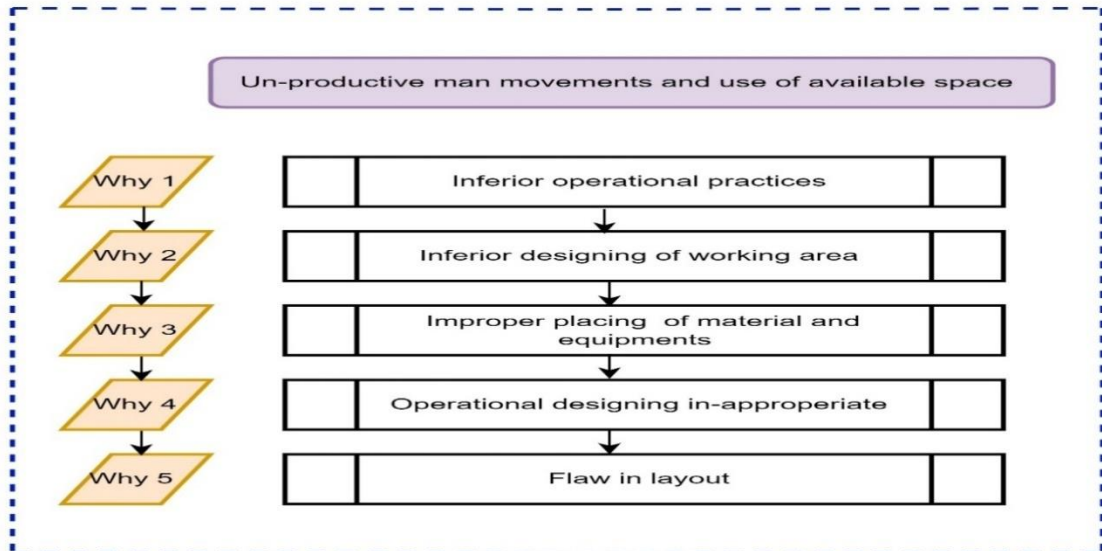 Un-productive man movements and use of available space
Why 1
Inferior operational practices
Why 2
Inferior designing of working area
Why 3
Improper placing of material and
equipments
Why 4
Operational designing in-approperiate
Why 5
Flaw in layout